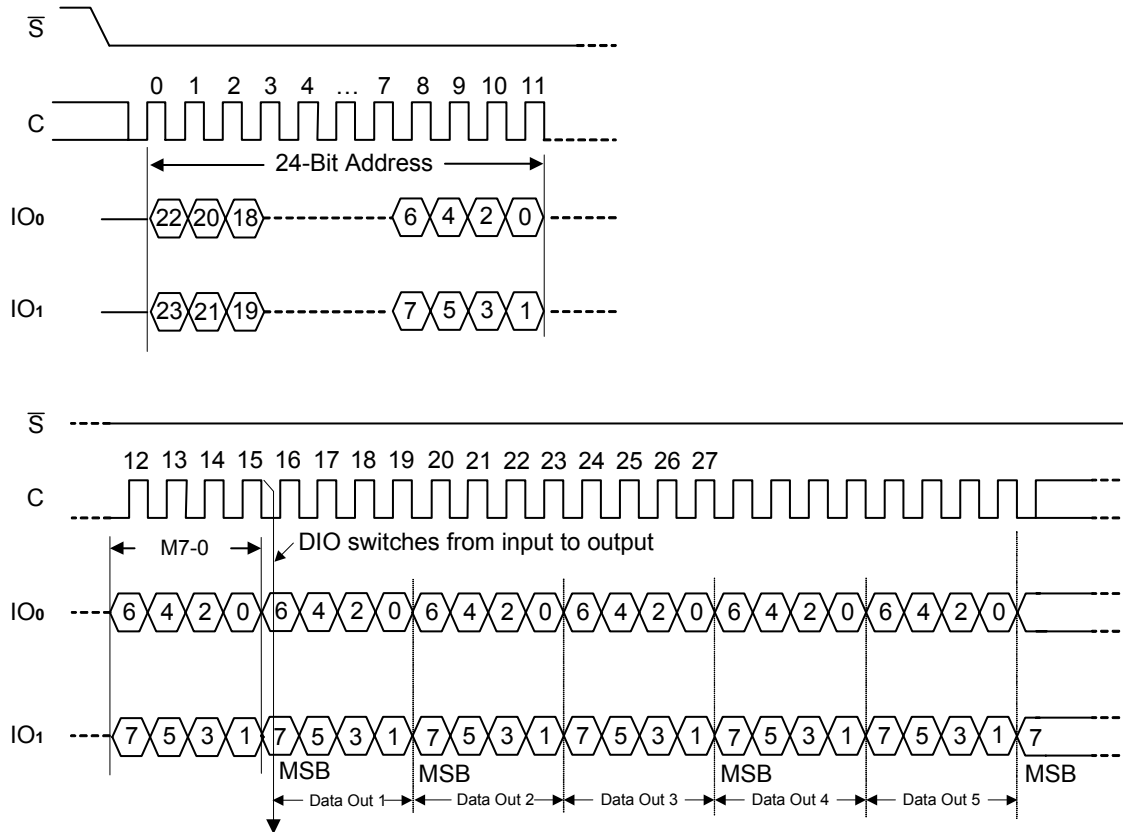 S̅
0 1 2 3 4 ... 7 8 9 10 11
C
24-Bit Address
IO0 22 20 18 6 4 2 0
IO1 23 21 19 7 5 3 1
S̅
12 13 14 15 16 17 18 19 20 21 22 23 24 25 26 27
C
M7-0 DIO switches from input to output
IO0 6 4 2 0 6 4 2 0 6 4 2 0 6 4 2 0 6 4 2 0 6 4 2 0
IO1 7 5 3 1 7 5 3 1 7 5 3 1 7 5 3 1 7 5 3 1 7 5 3 1 7
MSB MSB MSB MSB
Data Out 1 Data Out 2 Data Out 3 Data Out 4 Data Out 5